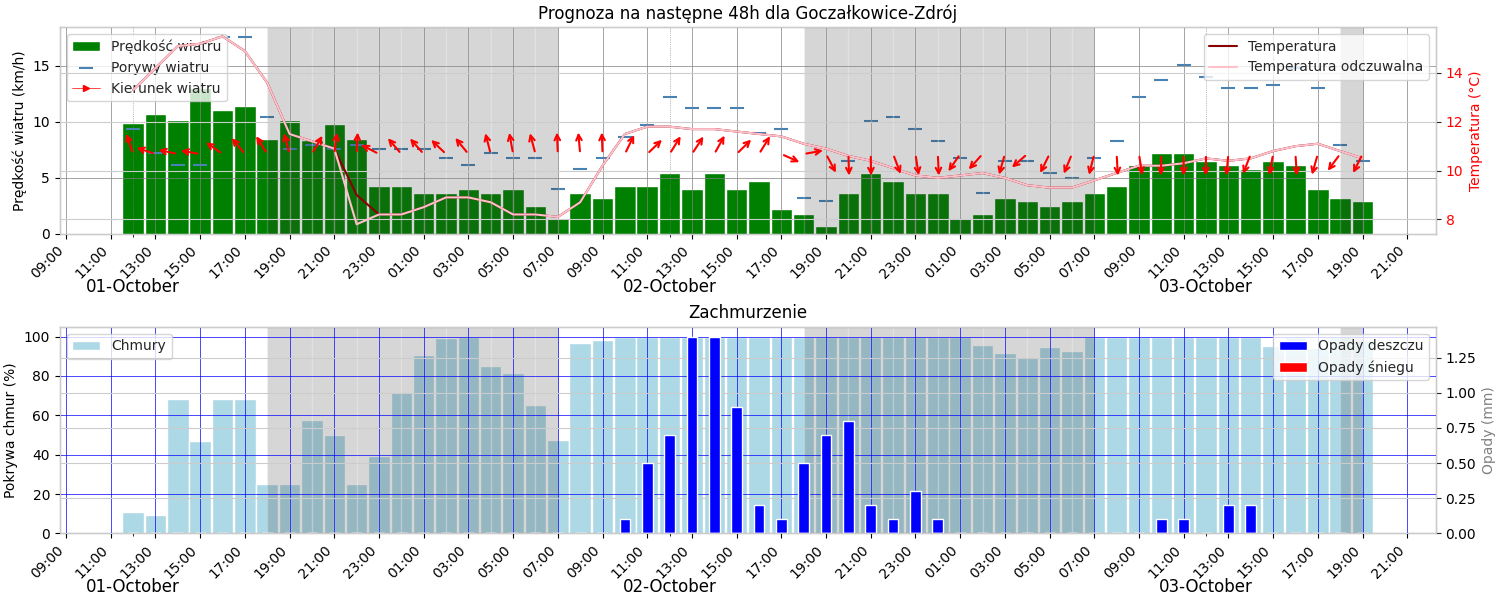 Prognoza na następne 48h dla Goczałkowice-Zdrój
Prędkość wiatru
Porywy wiatru
Kierunek wiatru
Temperatura
Temperatura odczuwalna
Prędkość wiatru (km/h)
15
10
5
0
Temperatura (°C)
14
12
10
8
09:00 11:00 13:00 15:00 17:00 19:00 21:00 23:00 01:00 03:00 05:00 07:00 09:00 11:00 13:00 15:00 17:00 19:00 21:00 23:00 01:00 03:00 05:00 07:00 09:00 11:00 13:00 15:00 17:00 19:00 21:00
01-October 02-October 03-October
Zachmurzenie
Chmury
Opady deszczu
Opady śniegu
Pokrywa chmur (%)
100
80
60
40
20
0
Opady (mm)
1.25
1.00
0.75
0.50
0.25
0.00
09:00 11:00 13:00 15:00 17:00 19:00 21:00 23:00 01:00 03:00 05:00 07:00 09:00 11:00 13:00 15:00 17:00 19:00 21:00 23:00 01:00 03:00 05:00 07:00 09:00 11:00 13:00 15:00 17:00 19:00 21:00
01-October 02-October 03-October